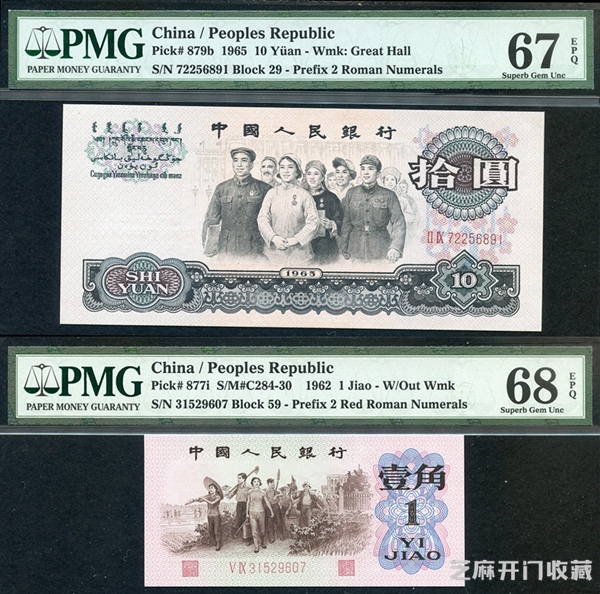 PMG
PAPER MONEY GUARANTY
China / Peoples Republic
Pick# 879b 1965 10 Yüan - Wmk: Great Hall
S/N 72256891 Block 29 - Prefix 2 Roman Numerals
67 EPQ
Superb Gem Unc
中國人民銀行
拾圓
ⅡⅨ 72256891
1965
SHI
YUAN
10
PMG
PAPER MONEY GUARANTY
China / Peoples Republic
Pick# 877i S/M#C284-30 1962 1 Jiao - W/Out Wmk
S/N 31529607 Block 59 - Prefix 2 Red Roman Numerals
68 EPQ
Superb Gem Unc
中國人民銀行
壹角
1
YI
JIAO
ⅤⅨ 31529607
芝麻开门收藏